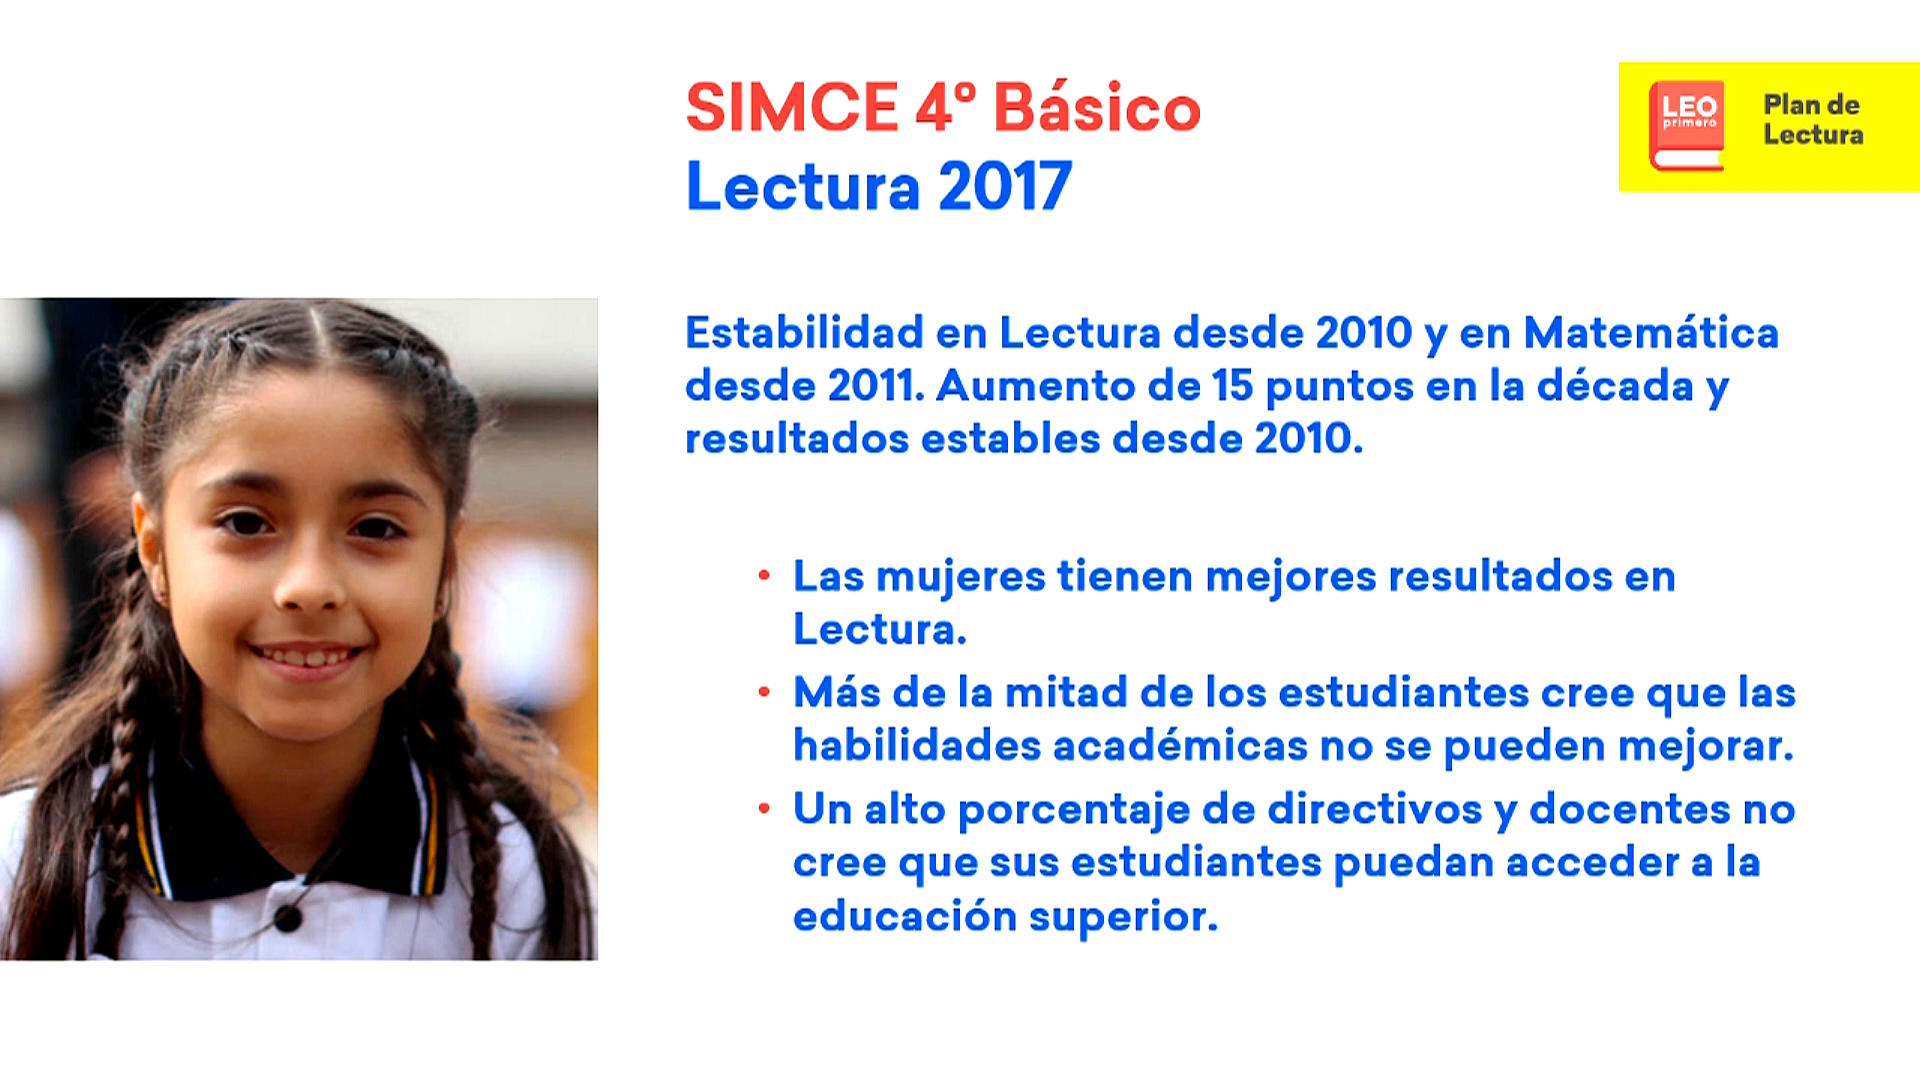 SIMCE 4° Básico
Lectura 2017
LEO
primero
Plan de
Lectura
Estabilidad en Lectura desde 2010 y en Matemática
desde 2011. Aumento de 15 puntos en la década y
resultados estables desde 2010.
• Las mujeres tienen mejores resultados en
Lectura.
• Más de la mitad de los estudiantes cree que las
habilidades académicas no se pueden mejorar.
• Un alto porcentaje de directivos y docentes no
cree que sus estudiantes puedan acceder a la
educación superior.